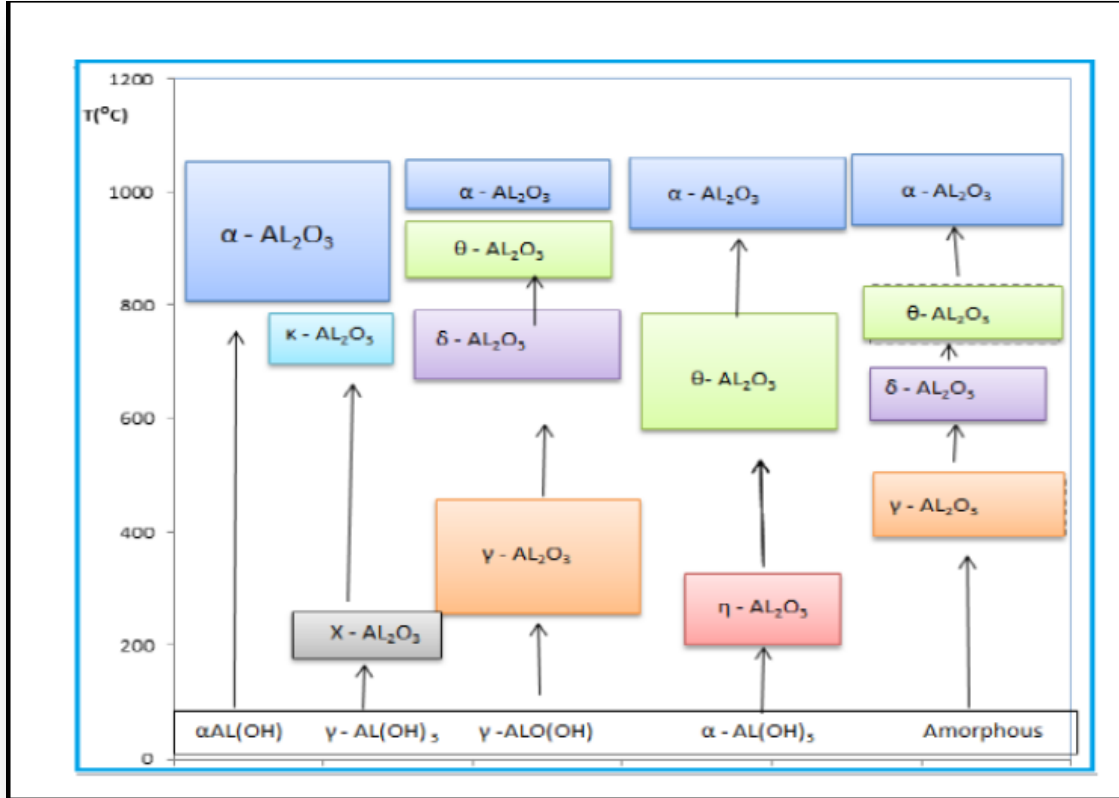 1200
T(°C)
α - AL₂O₃
α - AL₂O₃
α - AL₂O₃
α - AL₂O₃
1000
θ - AL₂O₅
800
κ - AL₂O₅
δ - AL₂O₅
θ- AL₂O₅
θ- AL₂O₅
δ - AL₂O₅
600
γ - AL₂O₅
400
γ - AL₂O₃
η - AL₂O₅
X - AL₂O₃
200
αAL(OH)
γ - AL(OH) ₅
γ -ALO(OH)
α - AL(OH)₅
Amorphous
0